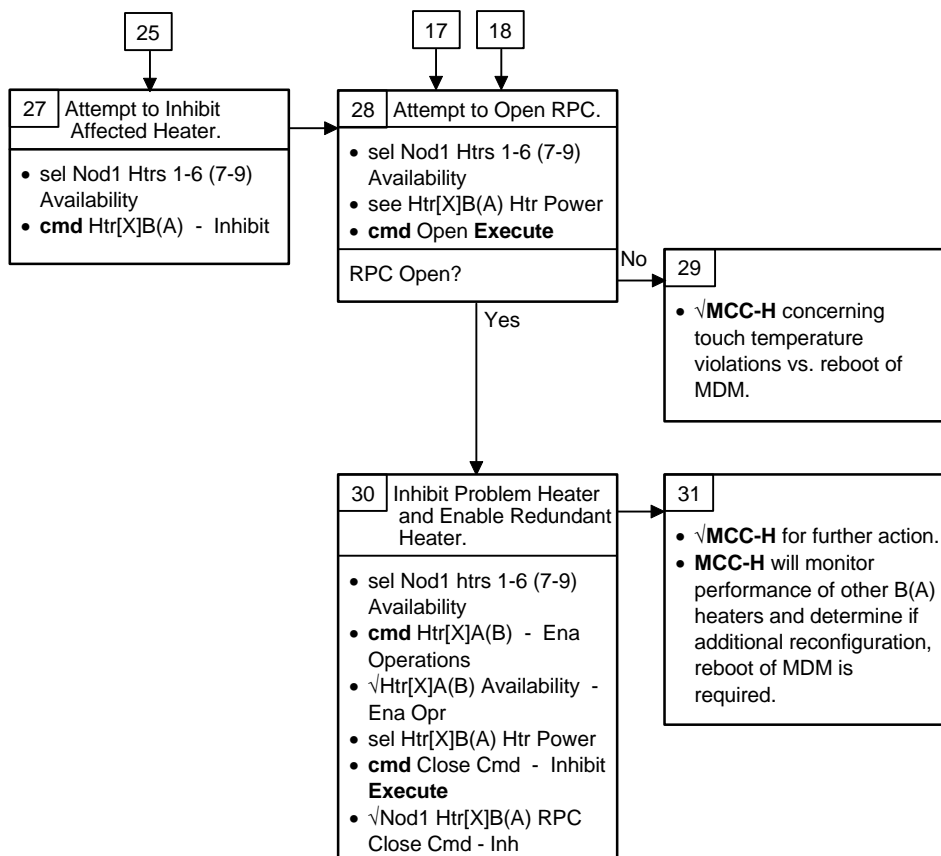 25
17
18
27
Attempt to Inhibit
Affected Heater.
• sel Nod1 Htrs 1-6 (7-9)
Availability
• cmd Htr[X]B(A) - Inhibit
28
Attempt to Open RPC.
• sel Nod1 Htrs 1-6 (7-9)
Availability
• see Htr[X]B(A) Htr Power
• cmd Open Execute
RPC Open?
No
Yes
29
• √MCC-H concerning
touch temperature
violations vs. reboot of
MDM.
30
Inhibit Problem Heater
and Enable Redundant
Heater.
• sel Nod1 htrs 1-6 (7-9)
Availability
• cmd Htr[X]A(B) - Ena
Operations
• √Htr[X]A(B) Availability -
Ena Opr
• sel Htr[X]B(A) Htr Power
• cmd Close Cmd - Inhibit
Execute
• √Nod1 Htr[X]B(A) RPC
Close Cmd - Inh
31
• √MCC-H for further action.
• MCC-H will monitor
performance of other B(A)
heaters and determine if
additional reconfiguration,
reboot of MDM is
required.